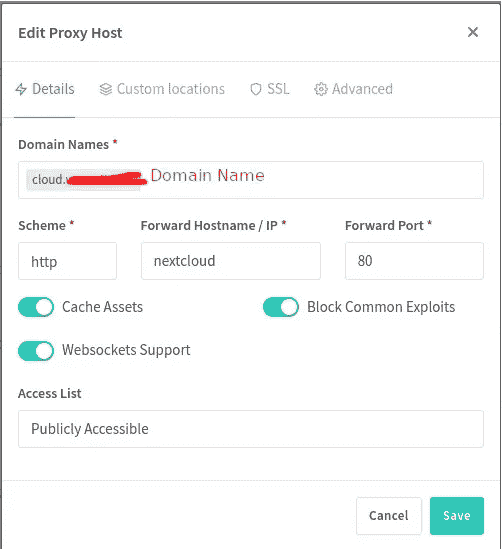 Edit Proxy Host ×
Details Custom locations SSL Advanced
Domain Names *
cloud. Domain Name
Scheme * Forward Hostname / IP * Forward Port *
http nextcloud 80
Cache Assets Block Common Exploits
Websockets Support
Access List
Publicly Accessible
Cancel Save